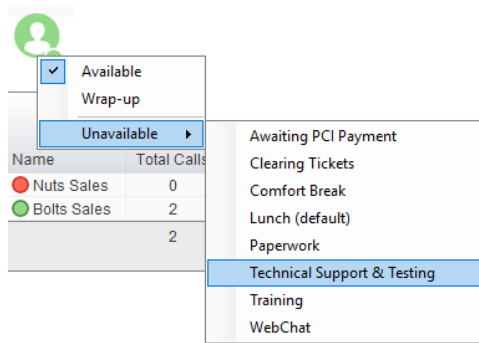 Available
Wrap-up
Unavailable
Name Total Calls
Nuts Sales 0
Bolts Sales 2
2
Awaiting PCI Payment
Clearing Tickets
Comfort Break
Lunch (default)
Paperwork
Technical Support & Testing
Training
WebChat